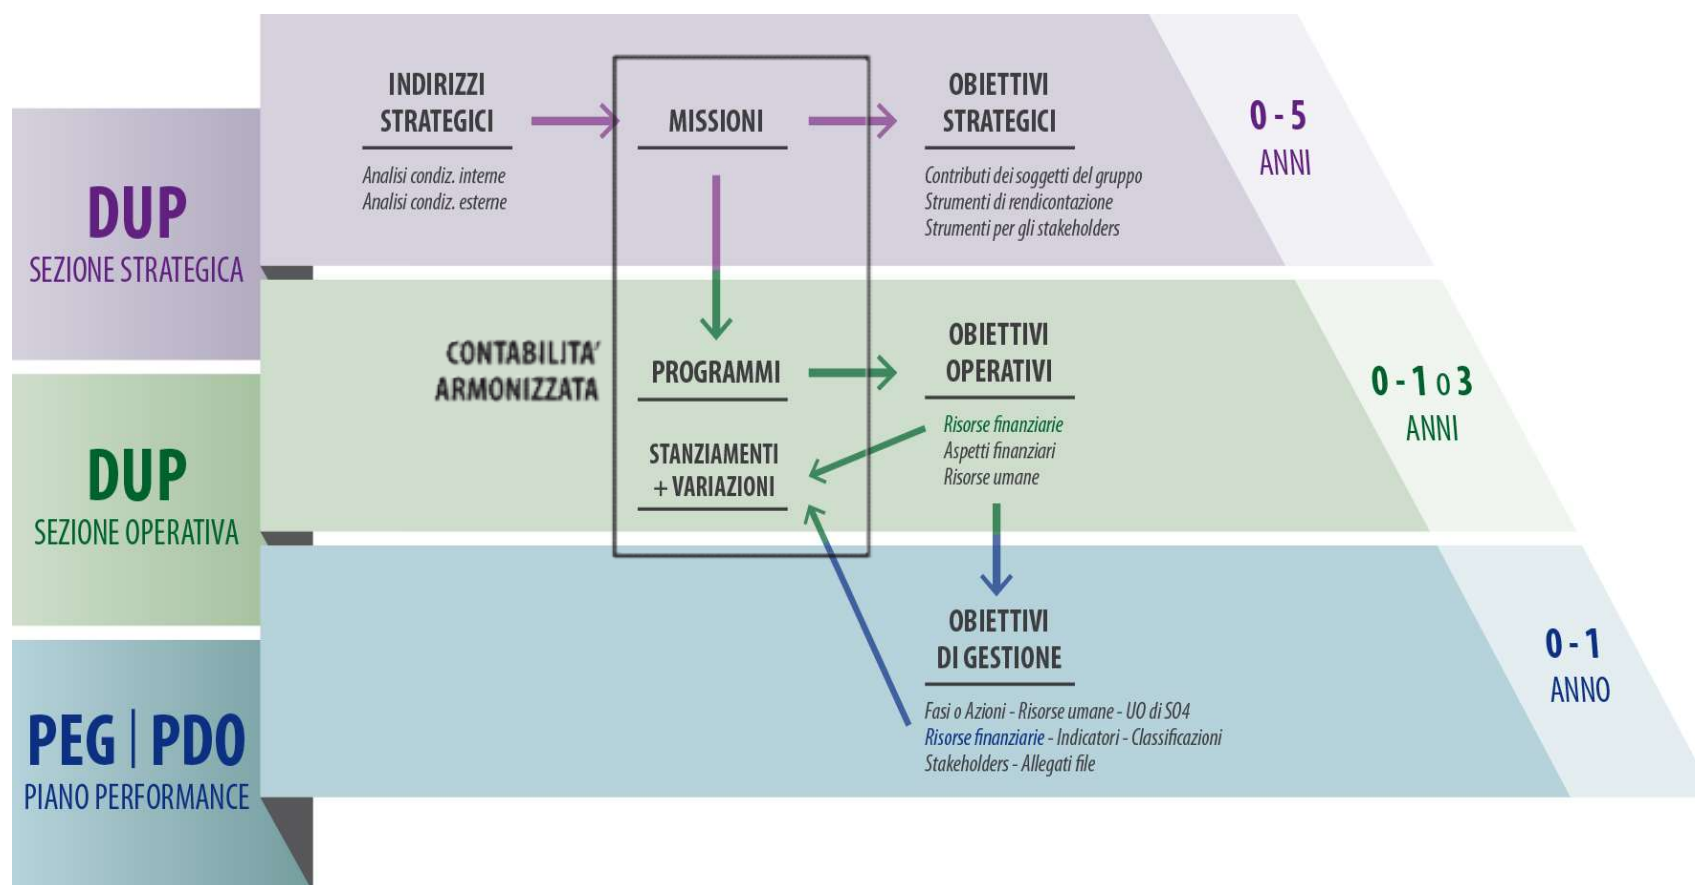 DUP
SEZIONE STRATEGICA
INDIRIZZI
STRATEGICI
Analisi condiz. interne
Analisi condiz. esterne
MISSIONI
OBIETTIVI
STRATEGICI
Contributi dei soggetti del gruppo
Strumenti di rendicontazione
Strumenti per gli stakeholders
0 - 5
ANNI
DUP
SEZIONE OPERATIVA
CONTABILITA'
ARMONIZZATA
PROGRAMMI
STANZIAMENTI
+ VARIAZIONI
OBIETTIVI
OPERATIVI
Risorse finanziarie
Aspetti finanziari
Risorse umane
0 - 1 o 3
ANNI
PEG | PDO
PIANO PERFORMANCE
OBIETTIVI
DI GESTIONE
Fasi o Azioni - Risorse umane - UO di SO4
Risorse finanziarie - Indicatori - Classificazioni
Stakeholders - Allegati file
0 - 1
ANNO